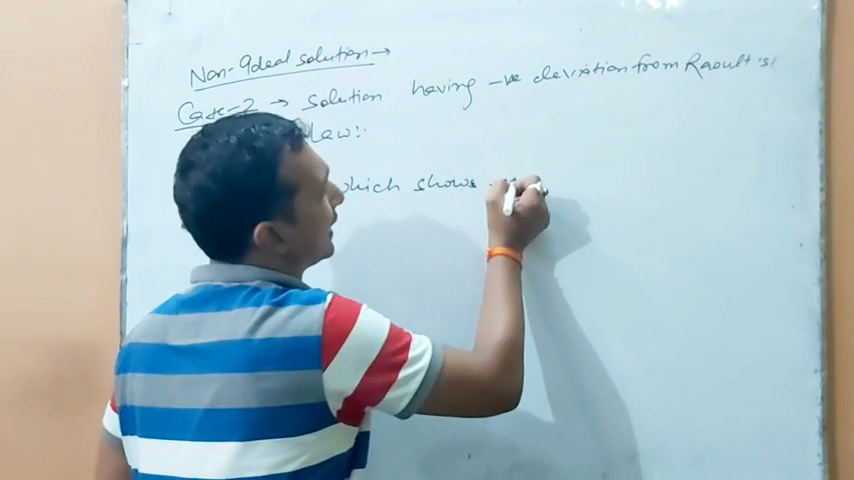 Non-Ideal solution →
Case-2 → Solution having -ve deviation from Raoult's
Law:-
which shows